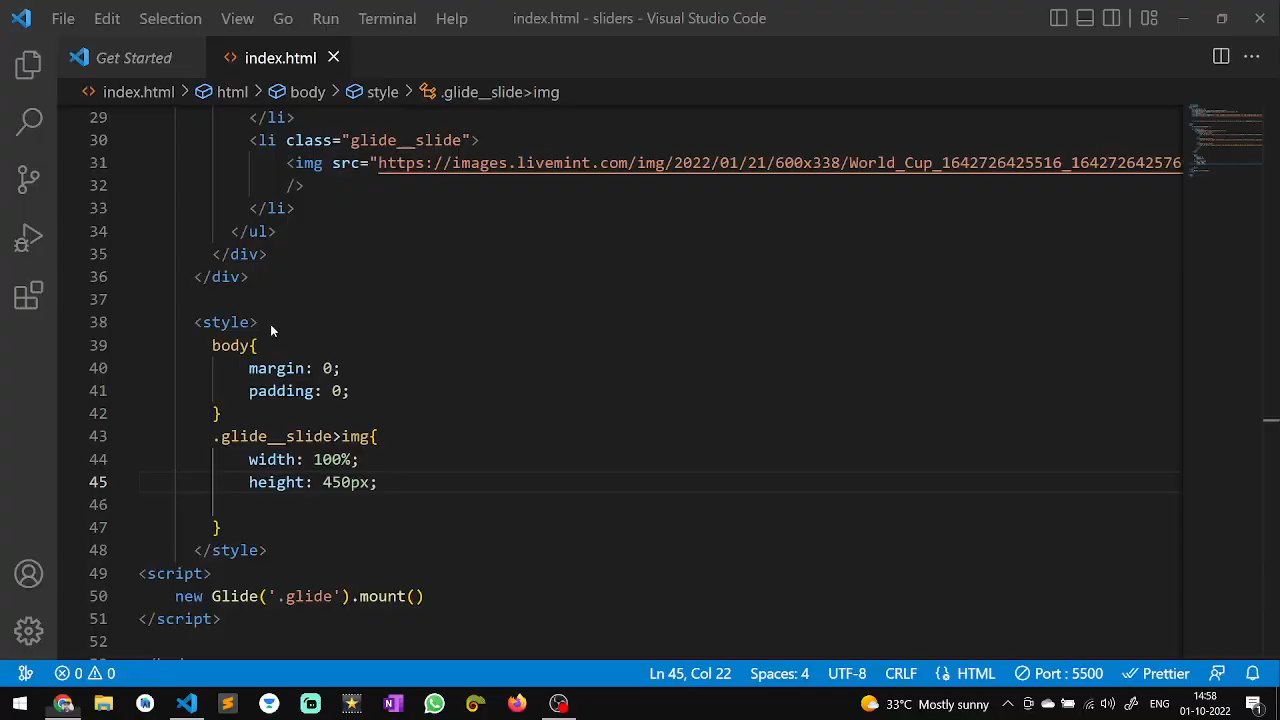 File Edit Selection View Go Run Terminal Help index.html - sliders - Visual Studio Code
Get Started index.html
index.html > html > body > style > .glide__slide>img
29 </li>
30 <li class="glide__slide">
31 <img src="https://images.livemint.com/img/2022/01/21/600x338/World_Cup_1642726425516_1642726426576
32 />
33 </li>
34 </ul>
35 </div>
36 </div>
37
38 <style>
39 body{
40 margin: 0;
41 padding: 0;
42 }
43 .glide__slide>img{
44 width: 100%;
45 height: 450px;
46
47 }
48 </style>
49 <script>
50 new Glide('.glide').mount()
51 </script>
52
Ln 45, Col 22 Spaces: 4 UTF-8 CRLF HTML Port : 5500 Prettier
0 0
33°C Mostly sunny ENG 14:58
01-10-2022